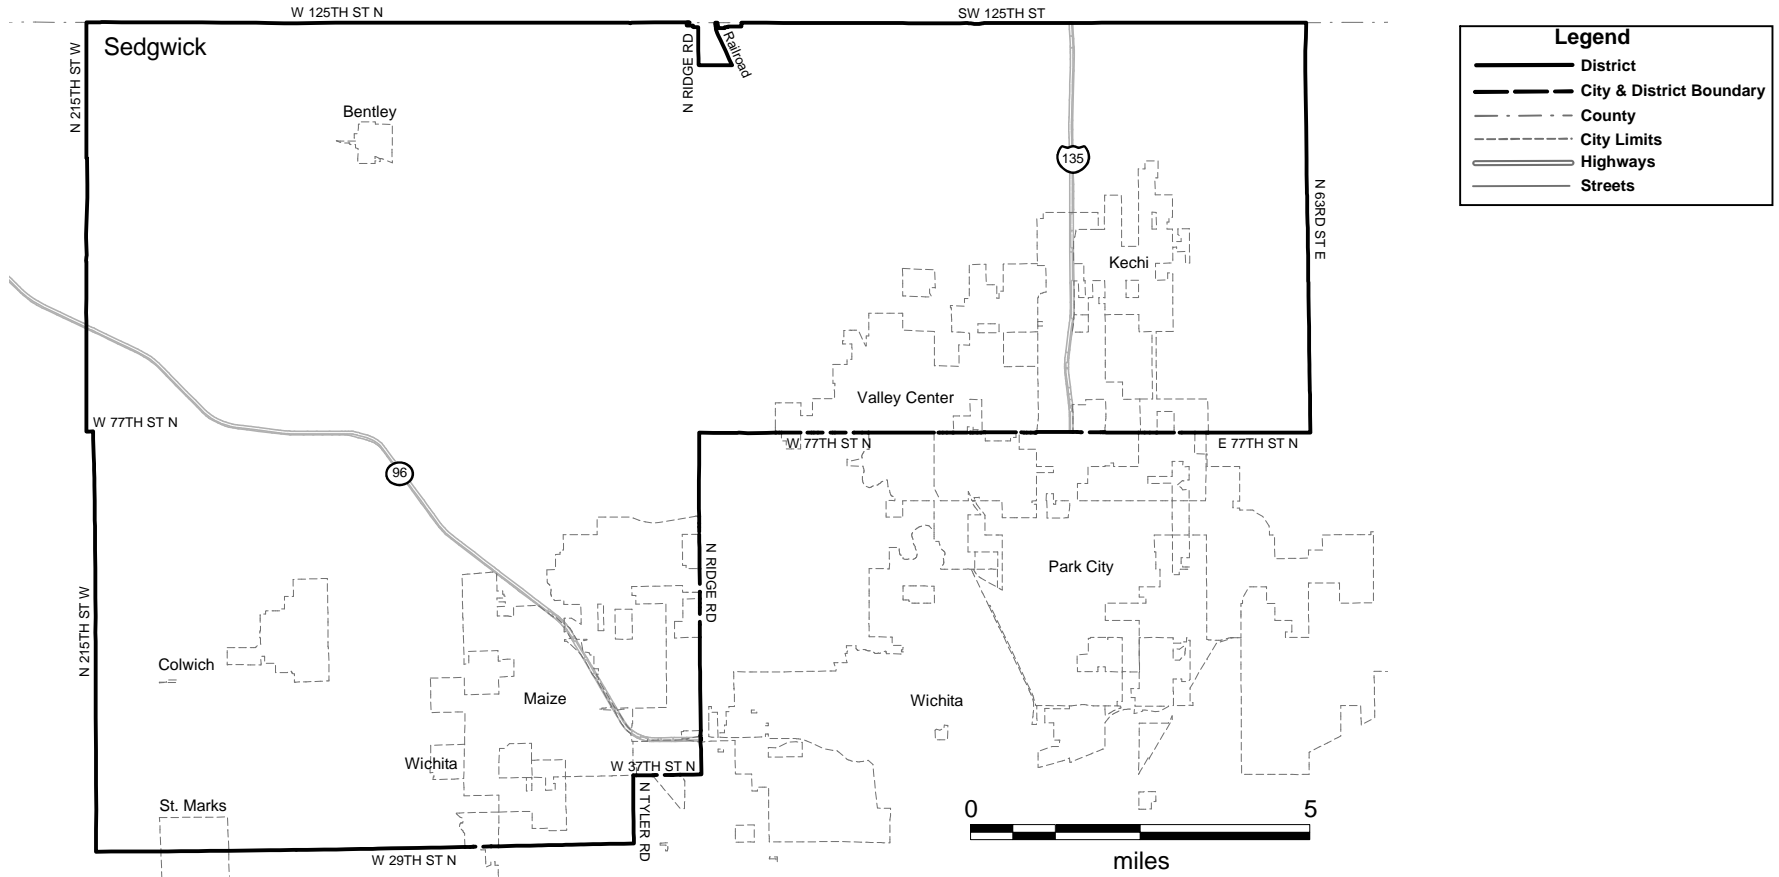 W 125TH ST N
SW 125TH ST
Sedgwick
N 215TH ST W
N RIDGE RD
Railroad
Bentley
135
N 63RD ST E
Kechi
Valley Center
W 77TH ST N
W 77TH ST N
E 77TH ST N
96
N RIDGE RD
Park City
N 215TH ST W
Colwich
Maize
Wichita
Wichita
W 37TH ST N
N TYLER RD
St. Marks
W 29TH ST N
0 5
miles
Legend
District
City & District Boundary
County
City Limits
Highways
Streets